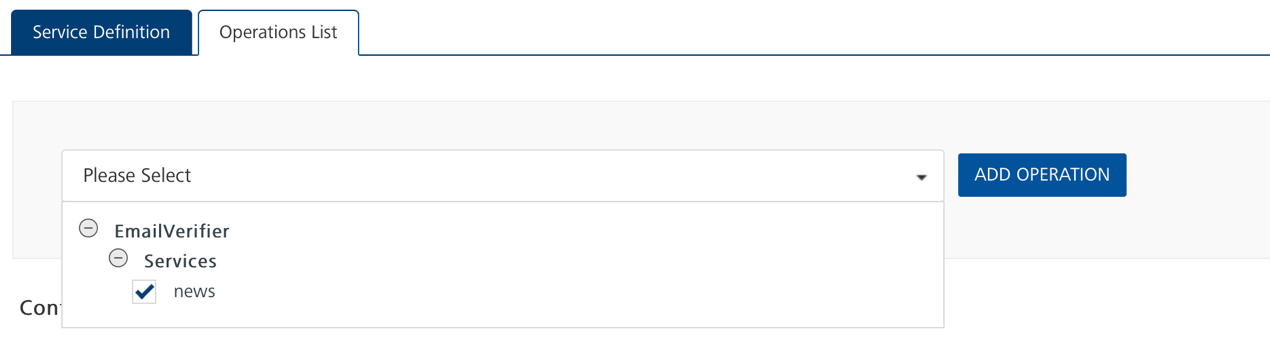 Service Definition
Operations List
Please Select
ADD OPERATION
EmailVerifier
Services
news